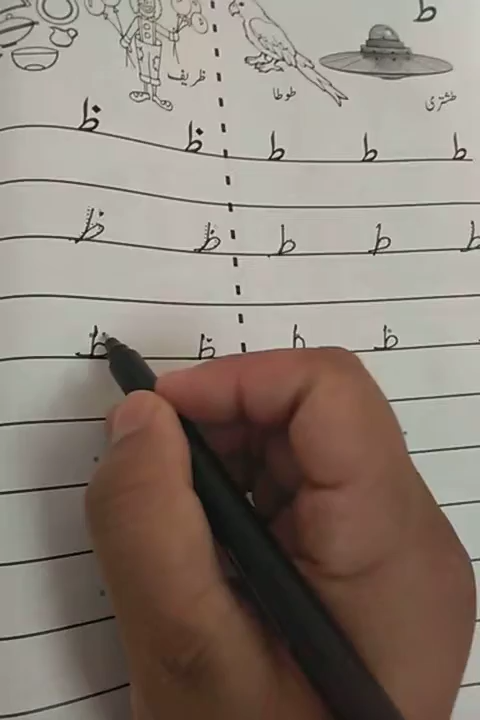 ط
طشتری طوطا ظریف
ط ط ط ظ ظ
ط ط ط ظ ظ
ظ ظ